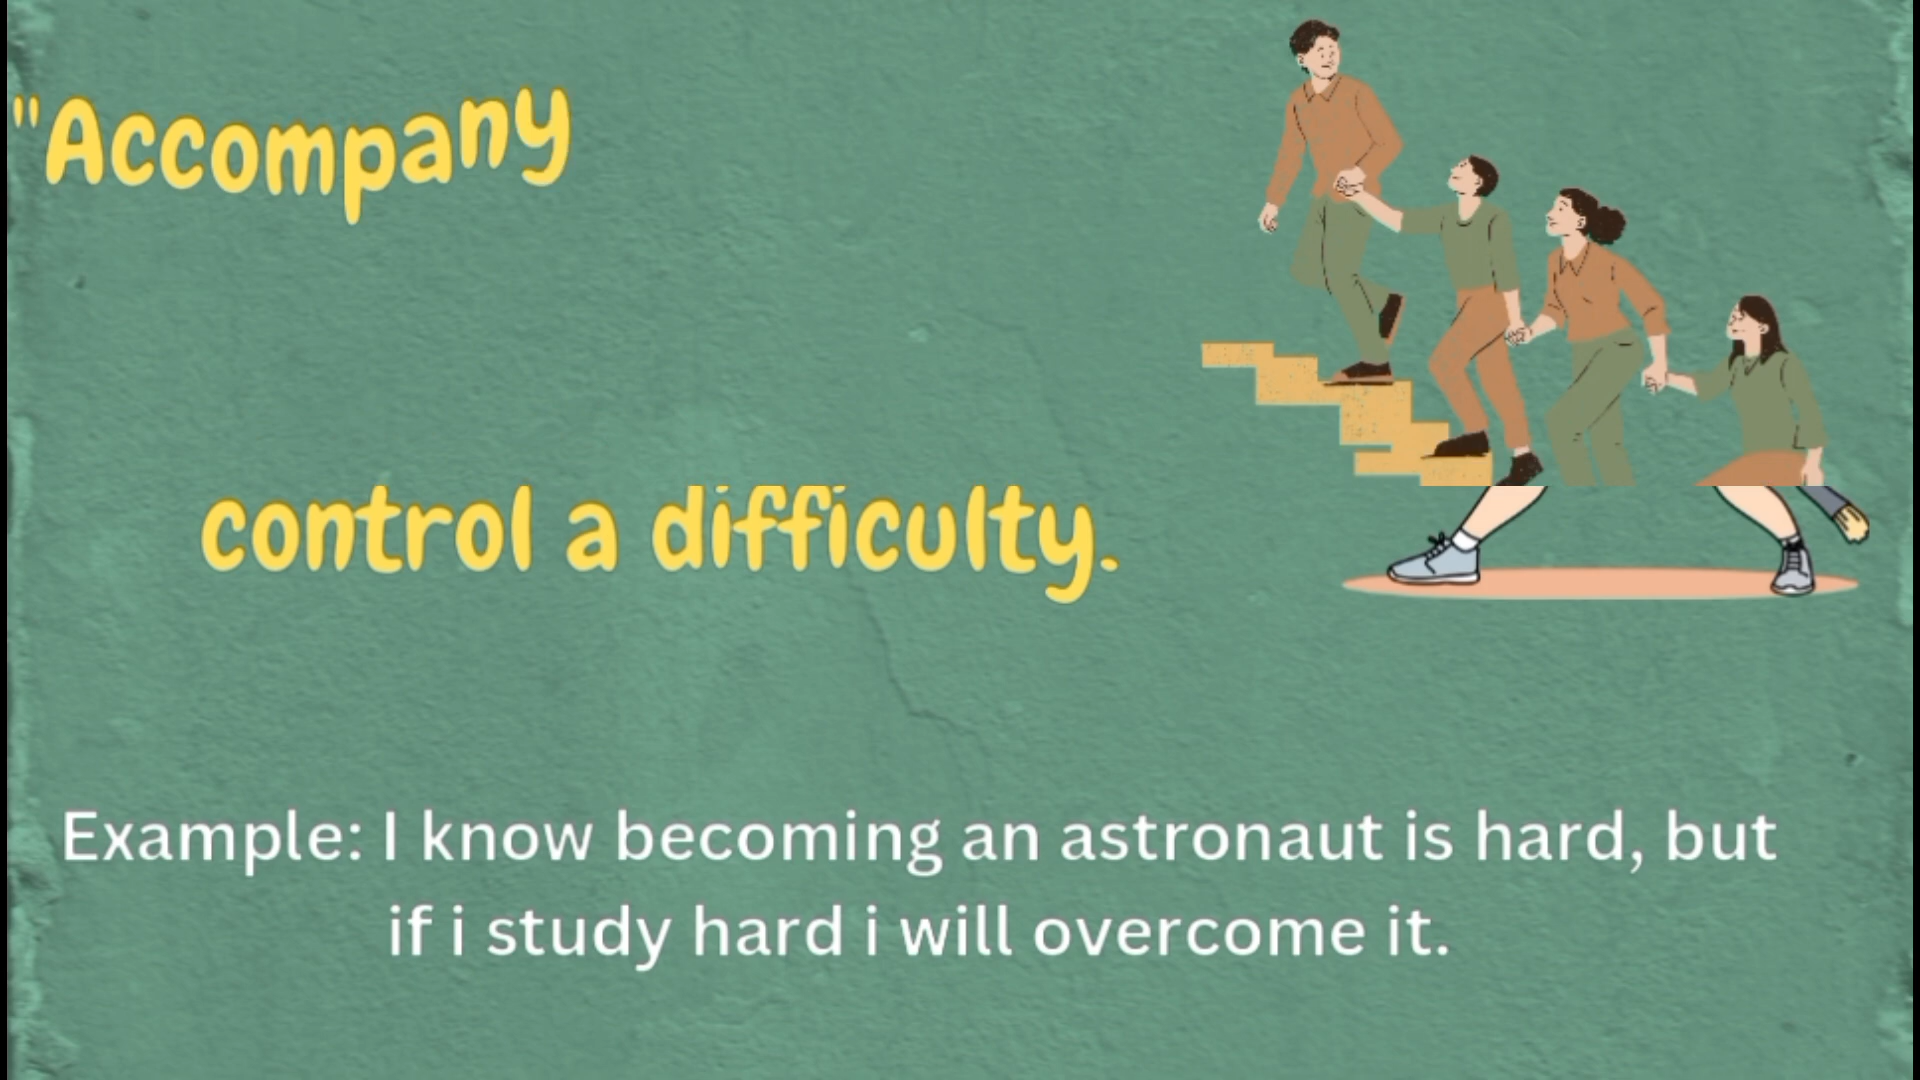 "Accompany
control a difficulty.
Example: I know becoming an astronaut is hard, but
if i study hard i will overcome it.